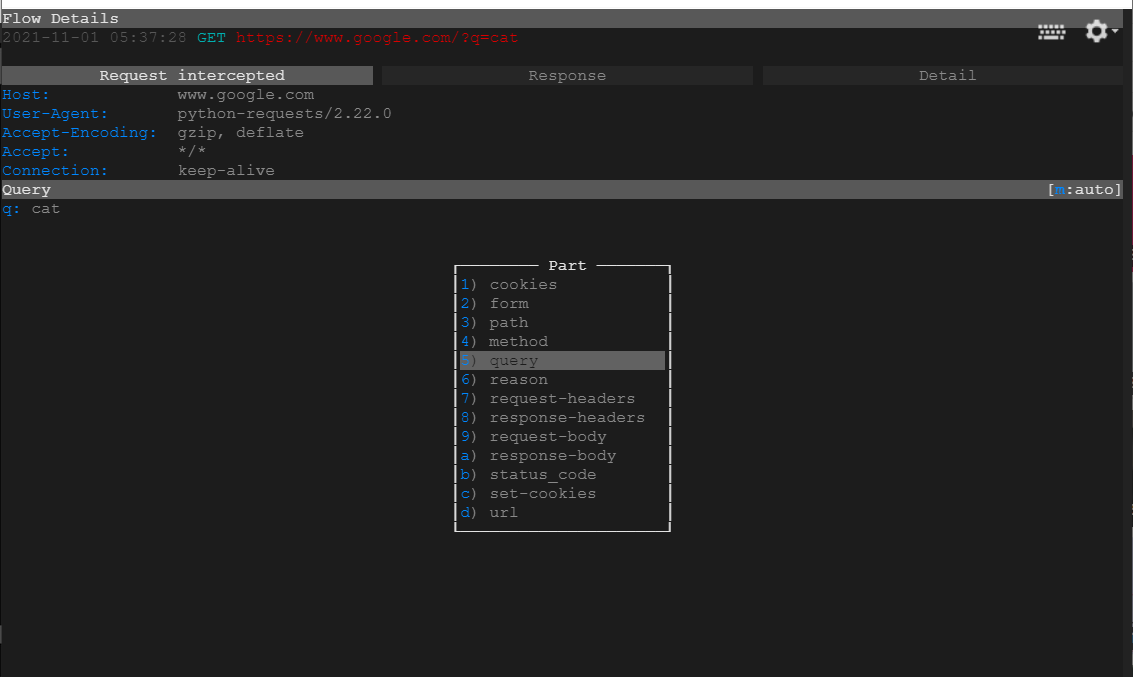 Flow Details
2021-11-01 05:37:28 GET https://www.google.com/?q=cat
Request intercepted Response Detail
Host: www.google.com
User-Agent: python-requests/2.22.0
Accept-Encoding: gzip, deflate
Accept: */*
Connection: keep-alive
Query [m:auto]
q: cat
Part
1) cookies
2) form
3) path
4) method
5) query
6) reason
7) request-headers
8) response-headers
9) request-body
a) response-body
b) status_code
c) set-cookies
d) url